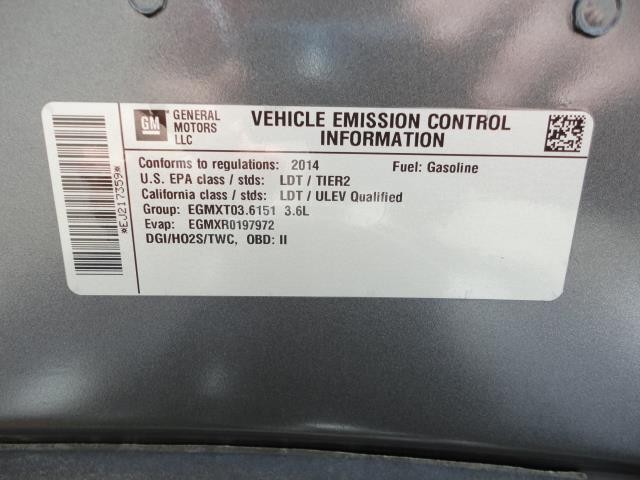 GM
GENERAL
MOTORS
LLC
VEHICLE EMISSION CONTROL
INFORMATION
Conforms to regulations: 2014 Fuel: Gasoline
U.S. EPA class / stds: LDT / TIER2
California class / stds: LDT / ULEV Qualified
Group: EGMXT03.6151 3.6L
Evap: EGMXR0197972
DGI/HO2S/TWC, OBD: II
*EJ217359*